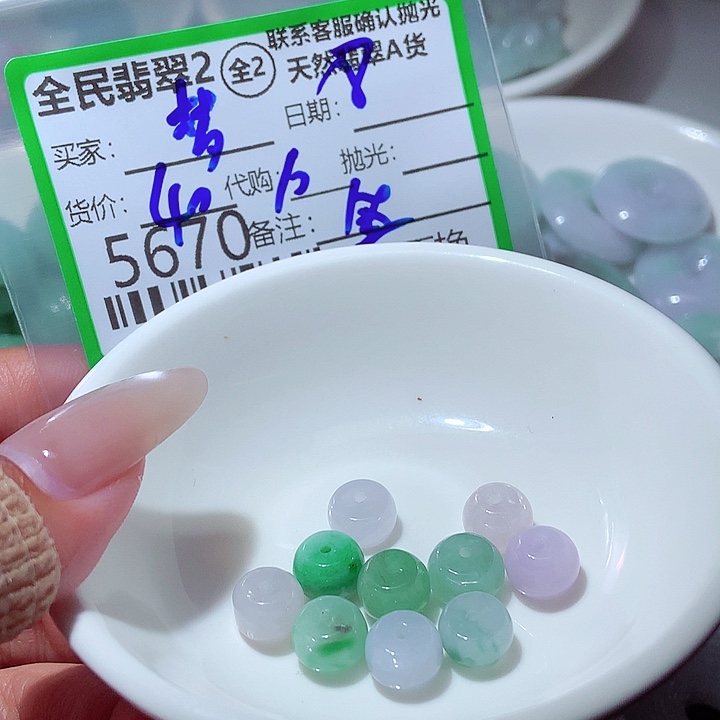 联系客服确认抛光
全民翡翠2 全2 天然翡翠A货
买家: 日期:
货价: 代购: 抛光:
5670 备注: